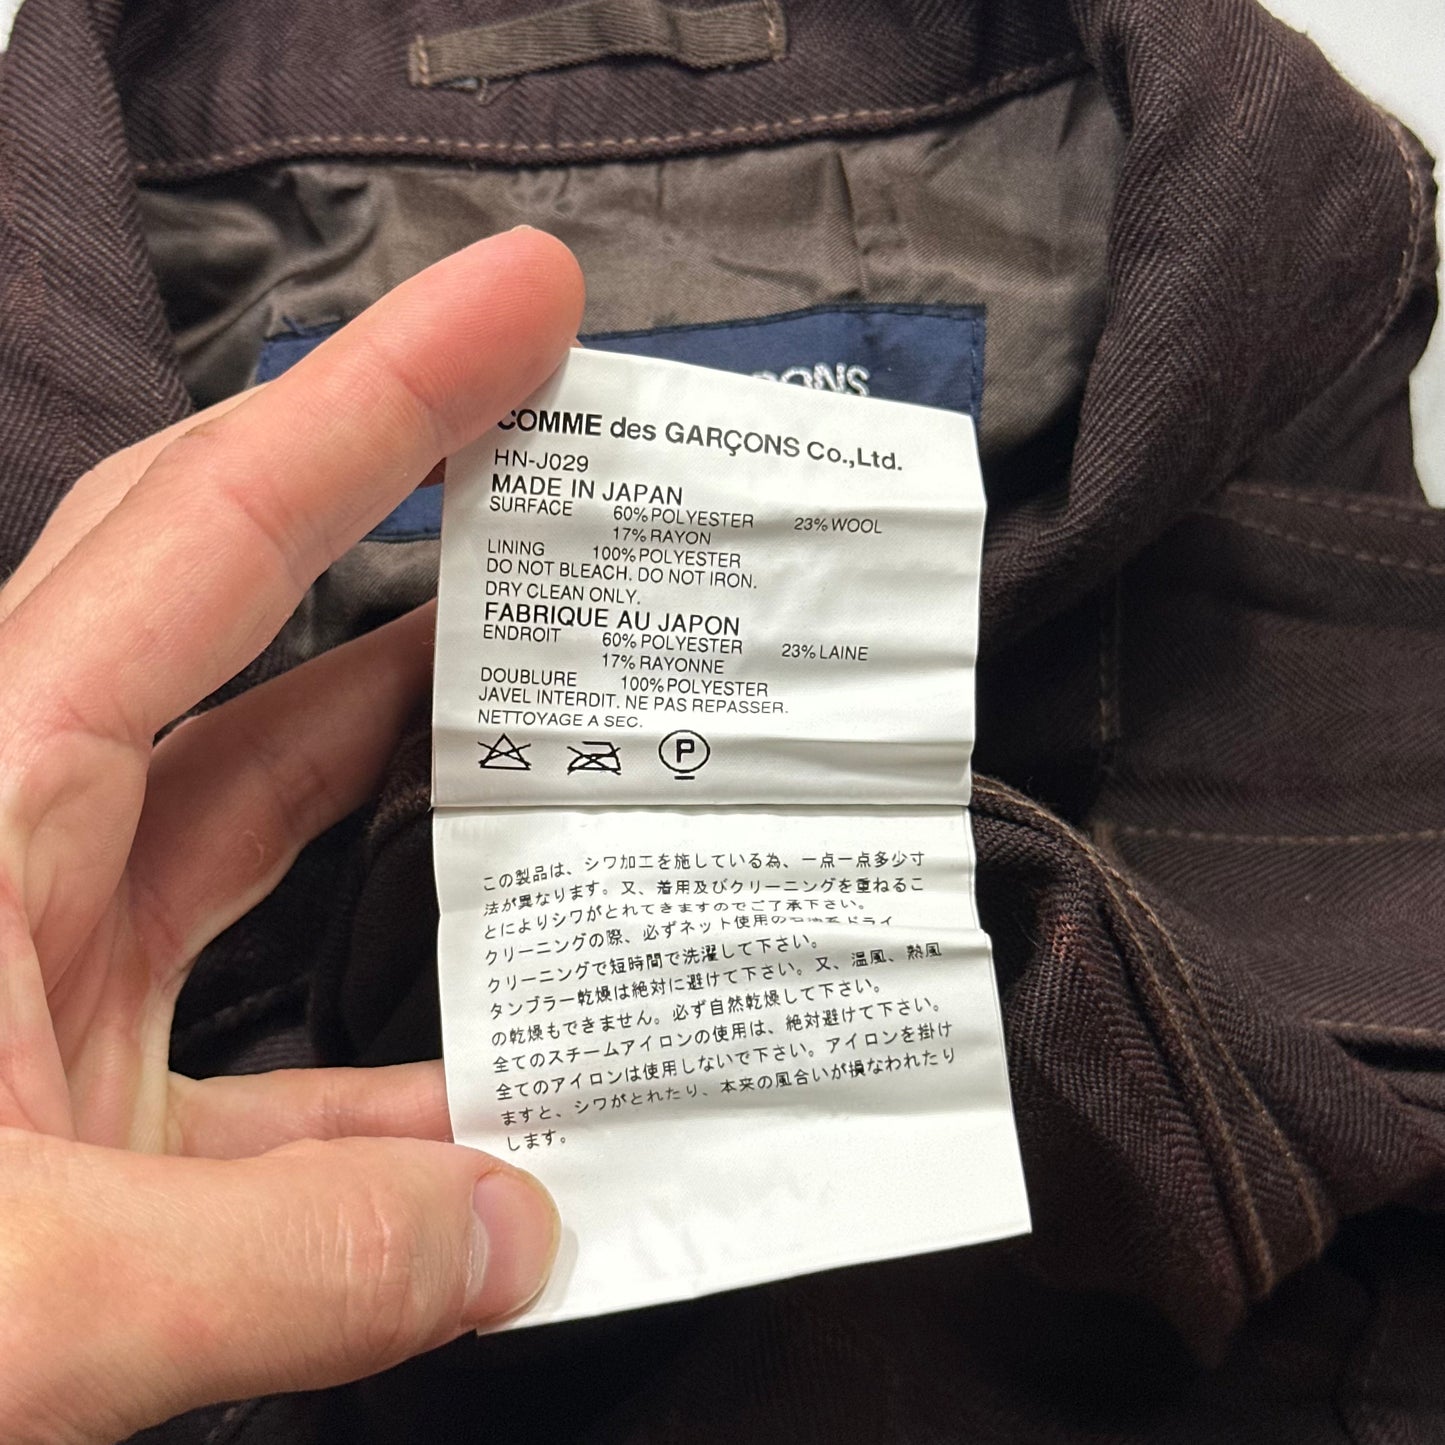 COMME des GARÇONS Co.,Ltd.
HN-J029
MADE IN JAPAN
SURFACE 60% POLYESTER 23% WOOL
17% RAYON
LINING 100% POLYESTER
DO NOT BLEACH. DO NOT IRON.
DRY CLEAN ONLY.
FABRIQUE AU JAPON
ENDROIT 60% POLYESTER 23% LAINE
17% RAYONNE
DOUBLURE 100% POLYESTER
JAVEL INTERDIT. NE PAS REPASSER.
NETTOYAGE A SEC.
P
この製品は、シワ加工を施している為、一点一点多少寸
法が異なります。又、着用及びクリーニングを重ねるこ
とによりシワがとれてきますのでご了承下さい。
クリーニングの際、必ずネット使用の ドライ
クリーニングで短時間で洗濯して下さい。
タンブラー乾燥は絶対に避けて下さい。又、温風、熱風
の乾燥もできません。必ず自然乾燥して下さい。
全てのスチームアイロンの使用は、絶対避けて下さい。
全てのアイロンは使用しないで下さい。アイロンを掛け
ますと、シワがとれたり、本来の風合いが損なわれたり
します。